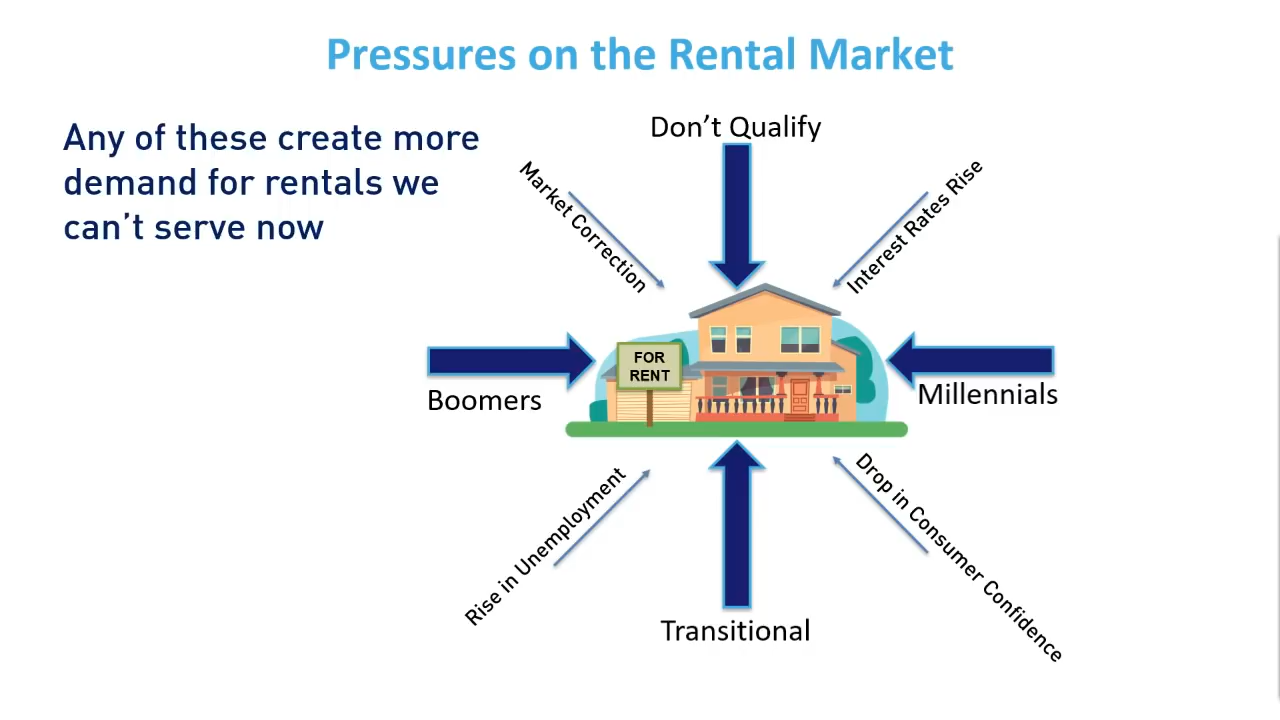 Pressures on the Rental Market
Any of these create more
demand for rentals we
can't serve now
Don't Qualify
Market Correction
Interest Rates Rise
FOR
RENT
Boomers
Millennials
Rise in Unemployment
Drop in Consumer Confidence
Transitional